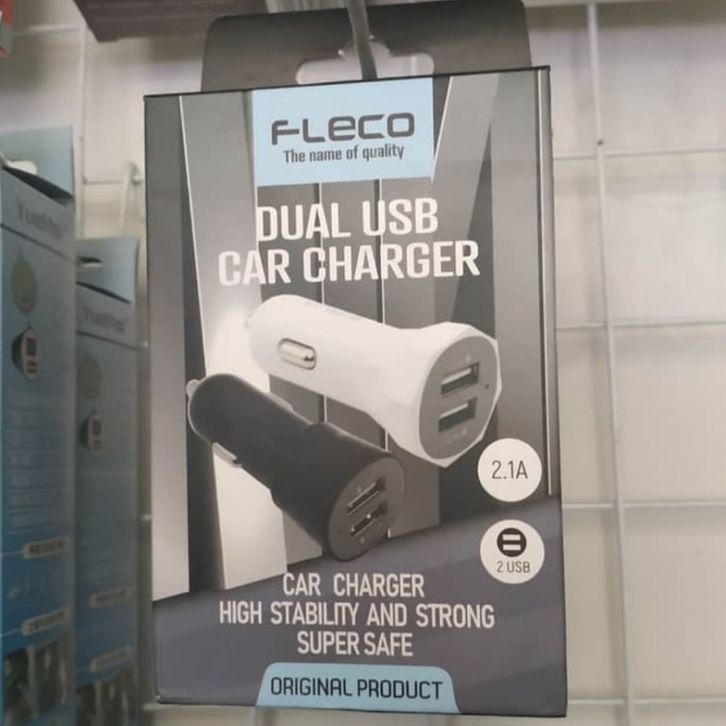 FLECO
The name of quality
DUAL USB
CAR CHARGER
2.1A
2 USB
CAR CHARGER
HIGH STABILITY AND STRONG
SUPER SAFE
ORIGINAL PRODUCT